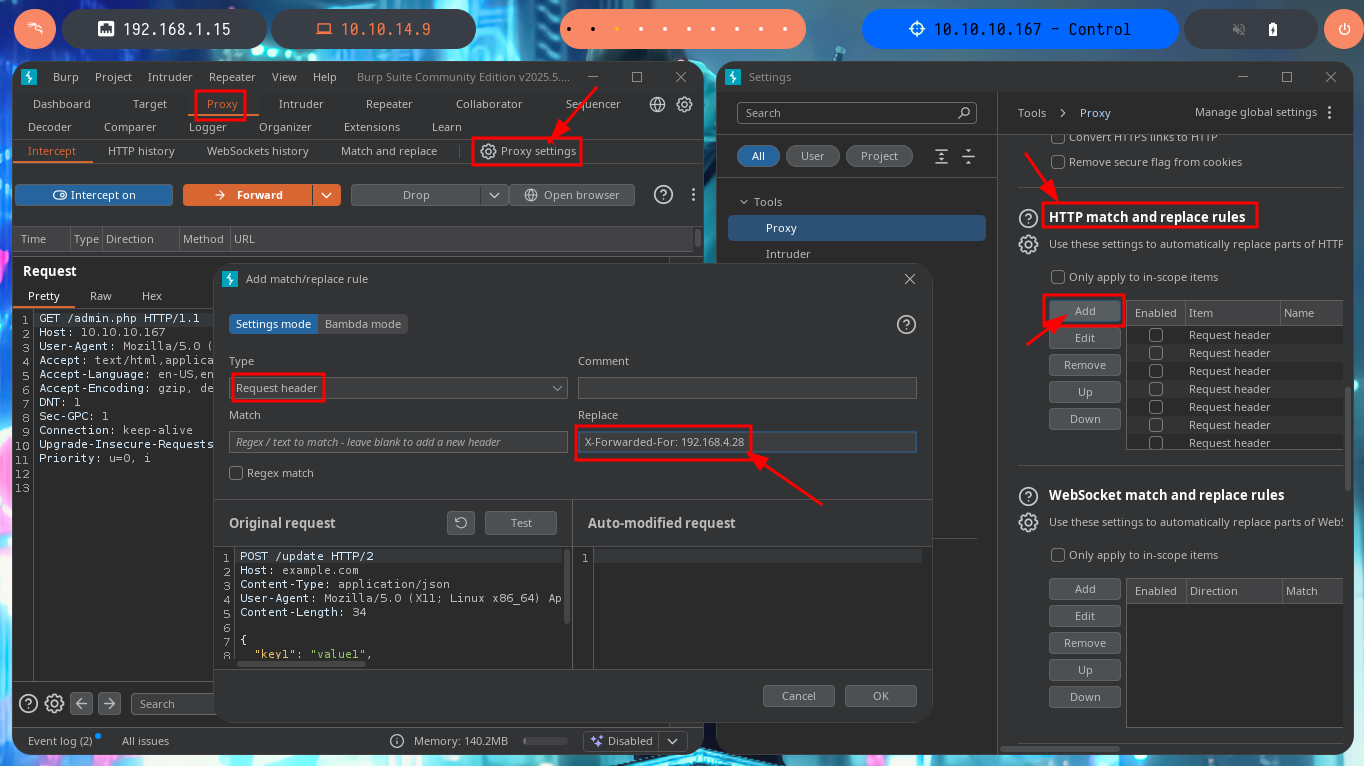 192.168.1.15
10.10.14.9
10.10.10.167 - Control
Burp Project Intruder Repeater View Help Burp Suite Community Edition v2025.5....
Dashboard Target Proxy Intruder Repeater Collaborator Sequencer
Decoder Comparer Logger Organizer Extensions Learn
Intercept HTTP history WebSockets history Match and replace Proxy settings
Intercept on Forward Drop Open browser
Time Type Direction Method URL
Request
Pretty Raw Hex
1 GET /admin.php HTTP/1.1
2 Host: 10.10.10.167
3 User-Agent: Mozilla/5.0 (
4 Accept: text/html,applica
5 Accept-Language: en-US,en
6 Accept-Encoding: gzip, de
7 DNT: 1
8 Sec-GPC: 1
9 Connection: keep-alive
10 Upgrade-Insecure-Requests
11 Priority: u=0, i
12
13
Search
Event log (2) All issues Memory: 140.2MB Disabled
Add match/replace rule
Settings mode Bambda mode
Type Comment
Request header
Match Replace
Regex / text to match - leave blank to add a new header X-Forwarded-For: 192.168.4.28
Regex match
Original request Test Auto-modified request
1 POST /update HTTP/2 1
2 Host: example.com
3 Content-Type: application/json
4 User-Agent: Mozilla/5.0 (X11; Linux x86_64) Ap
5 Content-Length: 34
6
7 {
8 "key1": "value1",
Cancel OK
Settings
Search
All User Project
Tools
Proxy
Intruder
Tools > Proxy Manage global settings
Convert HTTPS links to HTTP
Remove secure flag from cookies
HTTP match and replace rules
Use these settings to automatically replace parts of HTTP
Only apply to in-scope items
Add Enabled Item Name
Edit Request header
Request header
Remove Request header
Up Request header
Request header
Down Request header
Request header
WebSocket match and replace rules
Use these settings to automatically replace parts of WebS
Only apply to in-scope items
Add Enabled Direction Match
Edit
Remove
Up
Down